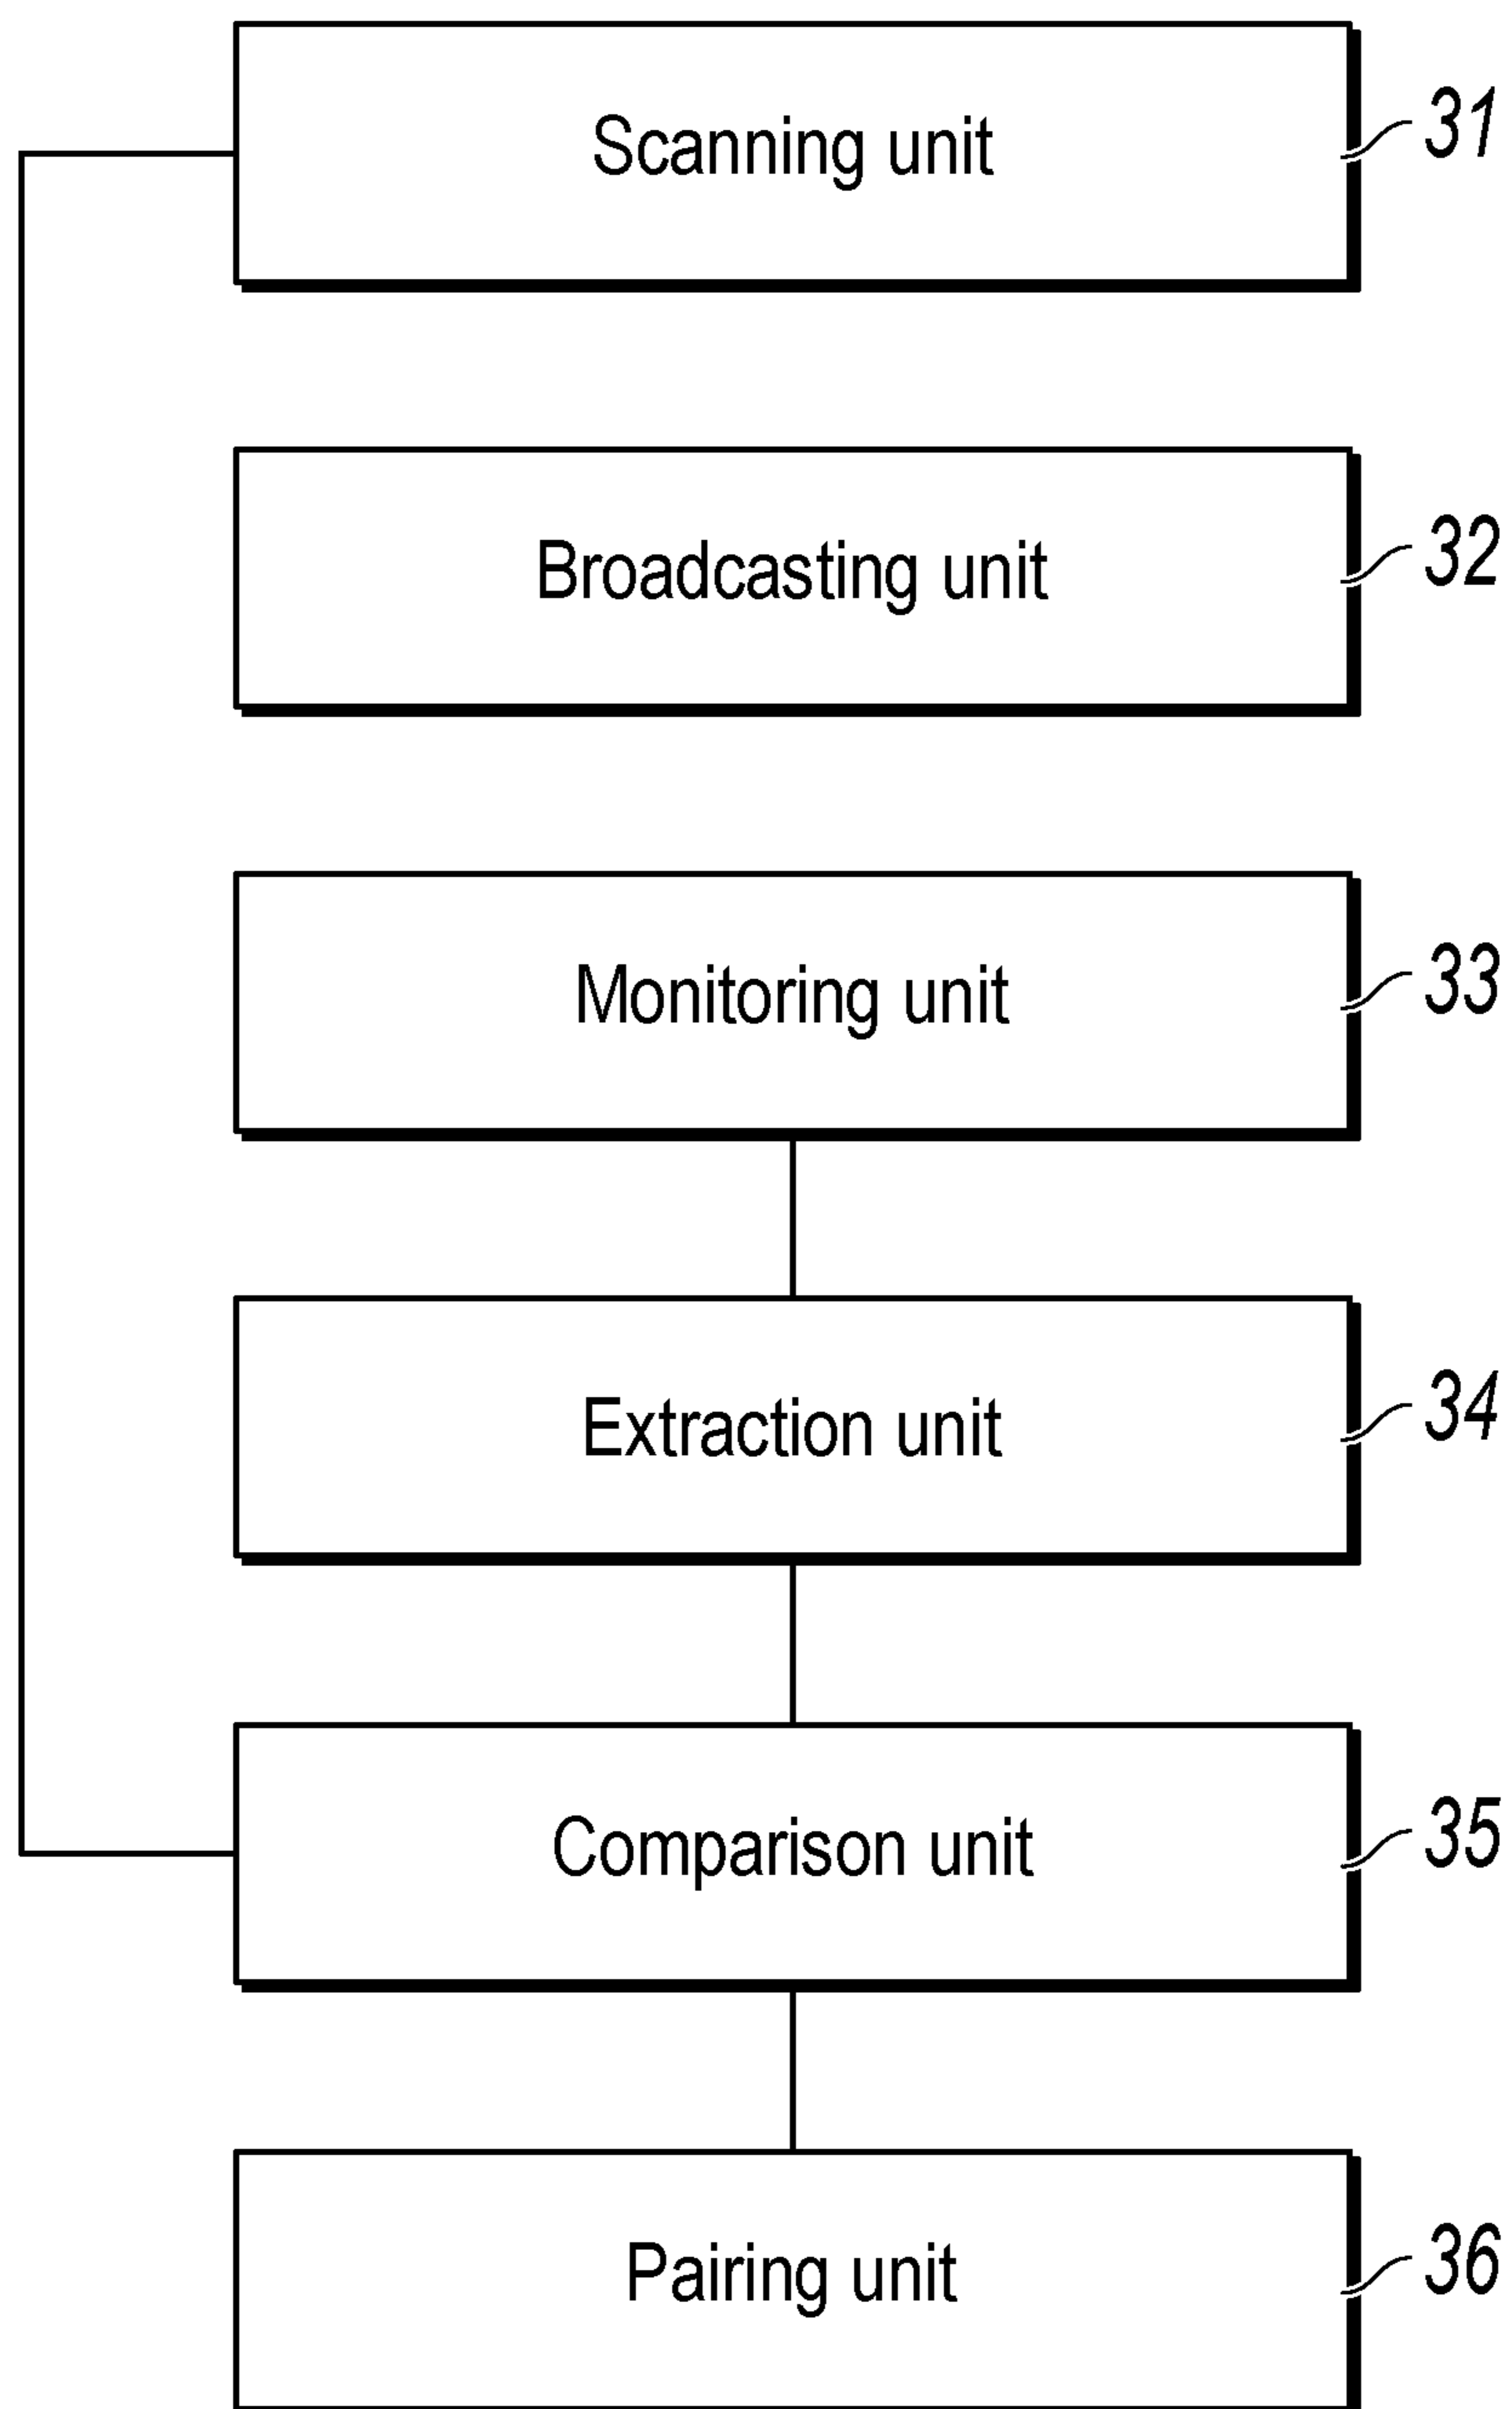 Scanning unit 31
Broadcasting unit 32
Monitoring unit 33
Extraction unit 34
Comparison unit 35
Pairing unit 36